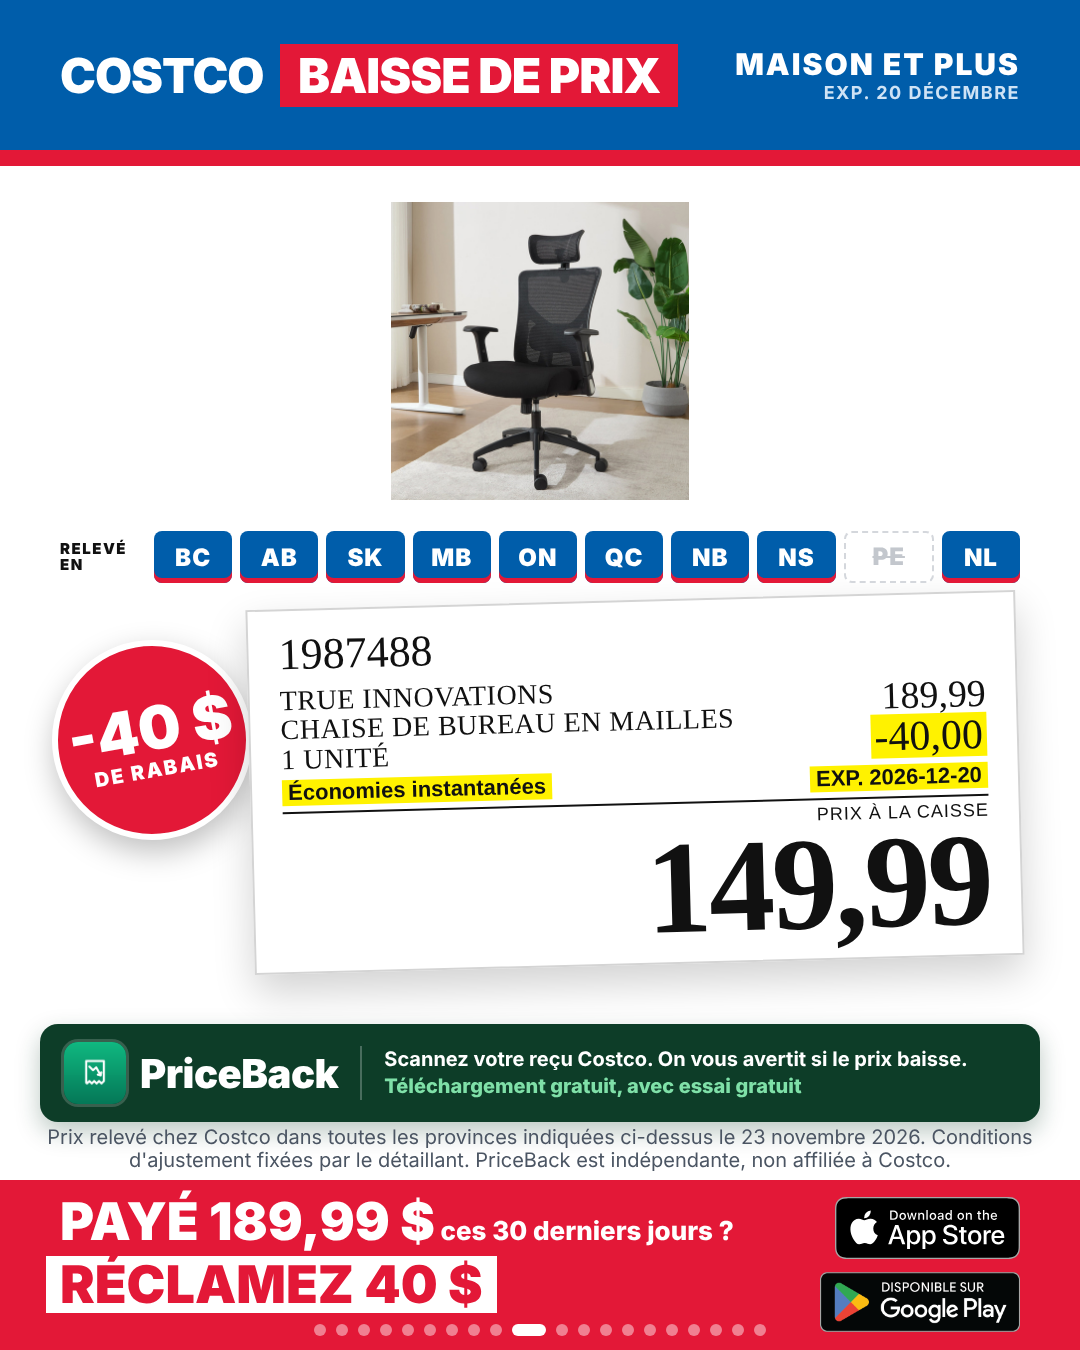 COSTCO BAISSE DE PRIX
MAISON ET PLUS
EXP. 20 DÉCEMBRE
RELEVÉ EN
BC AB SK MB ON QC NB NS PE NL
-40 $
DE RABAIS
1987488
TRUE INNOVATIONS
CHAISE DE BUREAU EN MAILLES
1 UNITÉ
Économies instantanées
189,99
-40,00
EXP. 2026-12-20
PRIX À LA CAISSE
149,99
PriceBack
Scannez votre reçu Costco. On vous avertit si le prix baisse.
Téléchargement gratuit, avec essai gratuit
Prix relevé chez Costco dans toutes les provinces indiquées ci-dessus le 23 novembre 2026. Conditions
d'ajustement fixées par le détaillant. PriceBack est indépendante, non affiliée à Costco.
PAYÉ 189,99 $ ces 30 derniers jours ?
RÉCLAMEZ 40 $
Download on the
App Store
DISPONIBLE SUR
Google Play